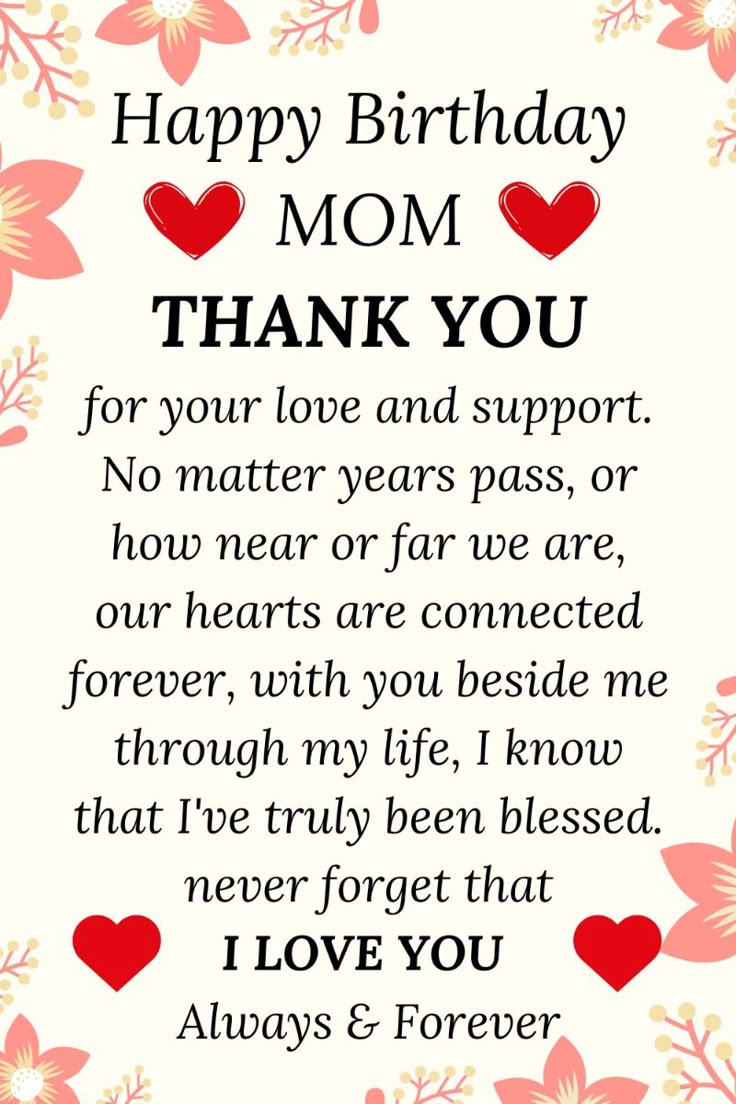 Happy Birthday
MOM
THANK YOU
for your love and support.
No matter years pass, or
how near or far we are,
our hearts are connected
forever, with you beside me
through my life, I know
that I've truly been blessed.
never forget that
I LOVE YOU
Always & Forever